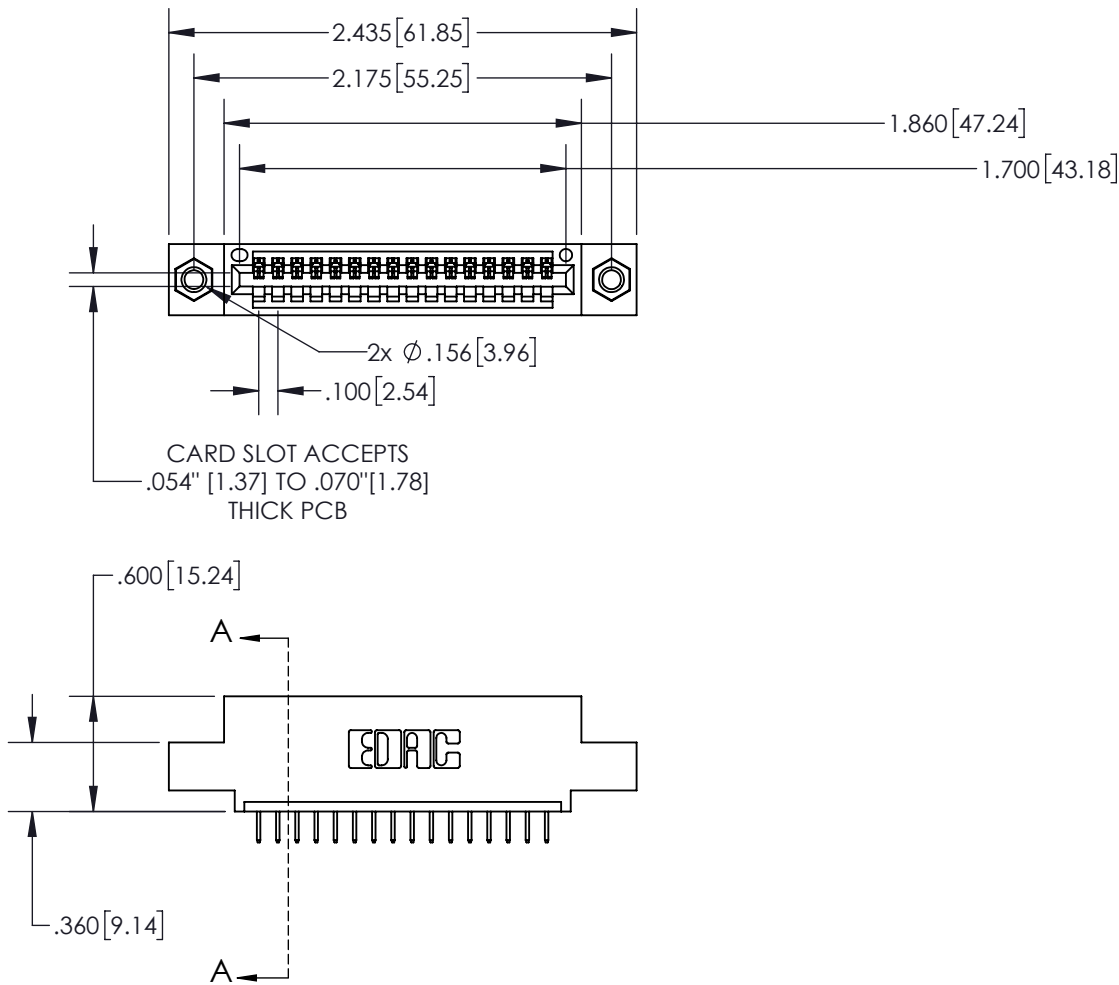 2.435[61.85]
2.175[55.25]
1.860[47.24]
1.700[43.18]
2x Ø.156[3.96]
.100[2.54]
CARD SLOT ACCEPTS
.054" [1.37] TO .070"[1.78]
THICK PCB
.600[15.24]
A
EDAC
.360[9.14]
A